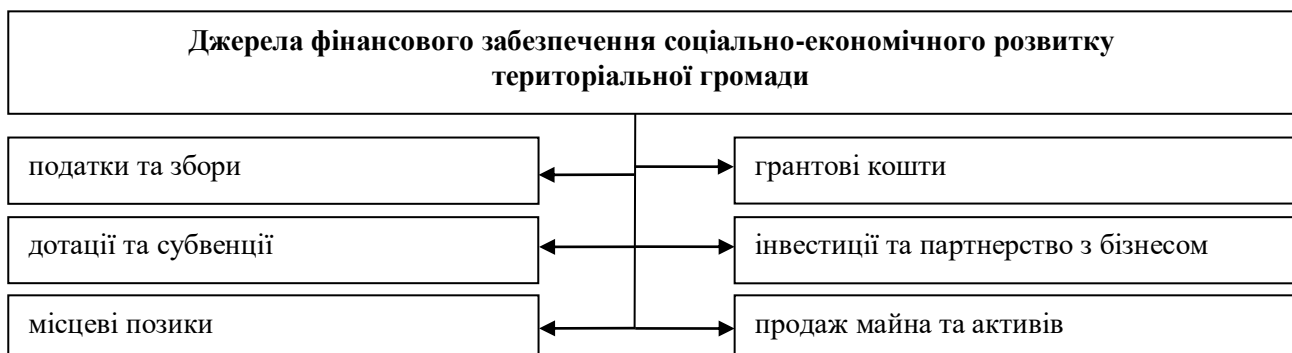 Джерела фінансового забезпечення соціально-економічного розвитку
територіальної громади
податки та збори
грантові кошти
дотації та субвенції
інвестиції та партнерство з бізнесом
місцеві позики
продаж майна та активів